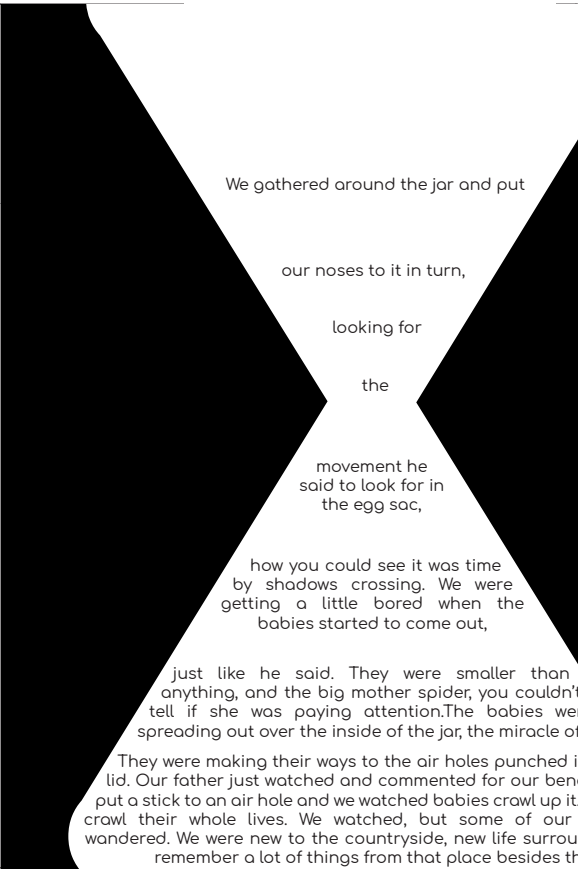 We gathered around the jar and put
our noses to it in turn,
looking for
the
movement he
said to look for in
the egg sac,
how you could see it was time
by shadows crossing. We were
getting a little bored when the
babies started to come out,
just like he said. They were smaller than
anything, and the big mother spider, you couldn't
tell if she was paying attention.The babies
spreading out over the inside of the jar, the miracle of
They were making their ways to the air holes punched
lid. Our father just watched and commented for our
put a stick to an air hole and we watched babies crawl up it.
crawl their whole lives. We watched, but some of our
wandered. We were new to the countryside, new life
remember a lot of things from that place besides